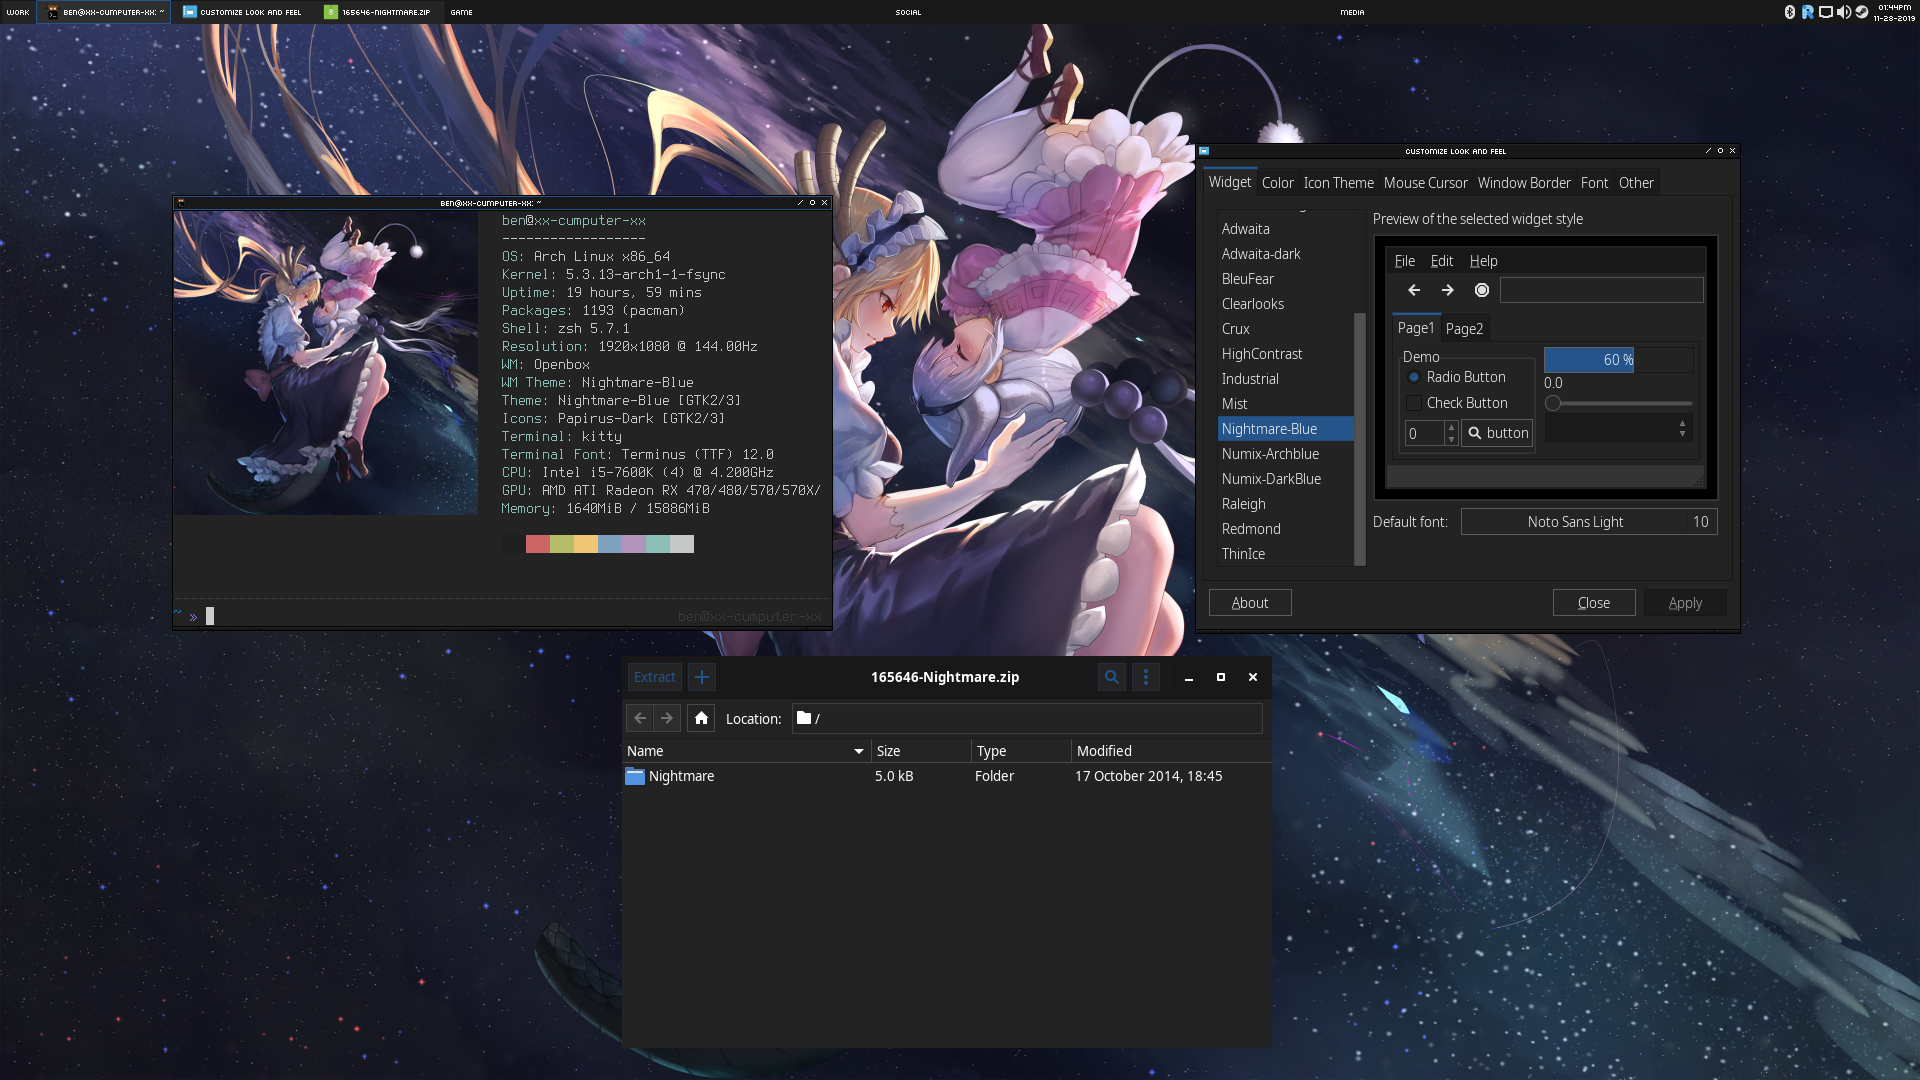 WORK
BEN@XX-CUMPUTER-XX: ~
CUSTOMIZE LOOK AND FEEL
165646-NIGHTMARE.ZIP
GAME
SOCIAL
MEDIA
01:44PM
11-28-2019
BEN@XX-CUMPUTER-XX: ~
ben@xx-cumputer-xx
------------------
OS: Arch Linux x86_64
Kernel: 5.3.13-arch1-1-fsync
Uptime: 19 hours, 59 mins
Packages: 1193 (pacman)
Shell: zsh 5.7.1
Resolution: 1920x1080 @ 144.00Hz
WM: Openbox
WM Theme: Nightmare-Blue
Theme: Nightmare-Blue [GTK2/3]
Icons: Papirus-Dark [GTK2/3]
Terminal: kitty
Terminal Font: Terminus (TTF) 12.0
CPU: Intel i5-7600K (4) @ 4.200GHz
GPU: AMD ATI Radeon RX 470/480/570/570X/
Memory: 1640MiB / 15886MiB
~ »
ben@xx-cumputer-xx
CUSTOMIZE LOOK AND FEEL
Widget Color Icon Theme Mouse Cursor Window Border Font Other
Adwaita
Adwaita-dark
BleuFear
Clearlooks
Crux
HighContrast
Industrial
Mist
Nightmare-Blue
Numix-Archblue
Numix-DarkBlue
Raleigh
Redmond
ThinIce
Preview of the selected widget style
File Edit Help
Page1 Page2
Demo
Radio Button
Check Button
0 button
60 %
0.0
Default font: Noto Sans Light 10
About Close Apply
Extract 165646-Nightmare.zip
Location: /
Name Size Type Modified
Nightmare 5.0 kB Folder 17 October 2014, 18:45